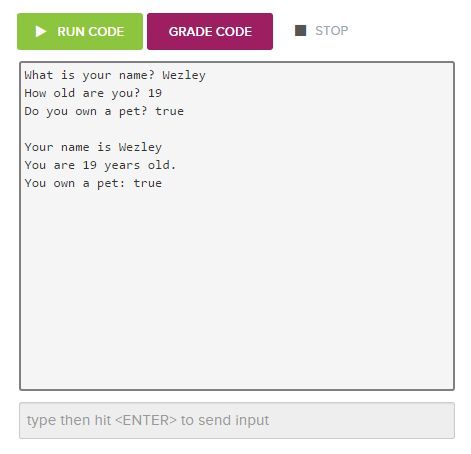 RUN CODE GRADE CODE STOP
What is your name? Wezley
How old are you? 19
Do you own a pet? true

Your name is Wezley
You are 19 years old.
You own a pet: true
type then hit <ENTER> to send input